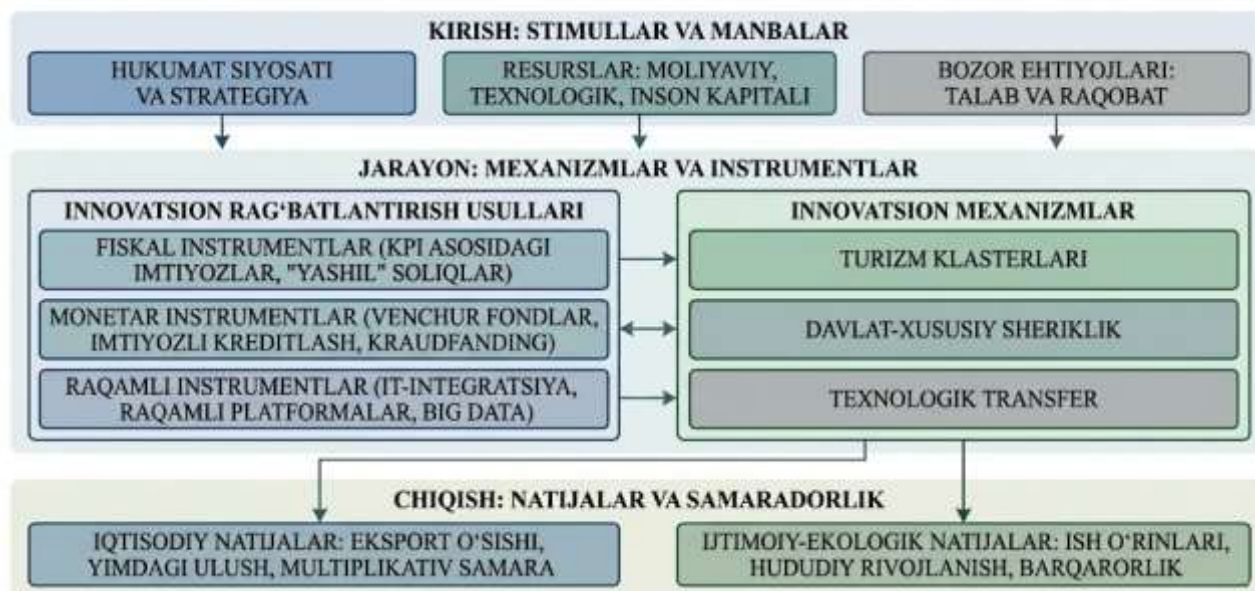 KIRISH: STIMULLAR VA MANBALAR
HUKUMAT SIYOSATI
VA STRATEGIYA
RESURSLAR: MOLIYAVIY,
TEXNOLOGIK, INSON KAPITALI
BOZOR EHTIYOJLARI:
TALAB VA RAQOBAT
JARAYON: MEXANIZMLAR VA INSTRUMENTLAR
INNOVATSION RAG‘BATLANTIRISH USULLARI
FISKAL INSTRUMENTLAR (KPI ASOSIDAGI
IMTIYOZLAR, "YASHIL" SOLIQLAR)
MONETAR INSTRUMENTLAR (VENCHUR FONDLAR,
IMTIYOZLI KREDITLASH, KRAUDFANDING)
RAQAMLI INSTRUMENTLAR (IT-INTEGRATSIYA,
RAQAMLI PLATFORMALAR, BIG DATA)
INNOVATSION MEXANIZMLAR
TURIZM KLASTERLARI
DAVLAT-XUSUSIY SHERIKLIK
TEXNOLOGIK TRANSFER
CHIQISH: NATIJALAR VA SAMARADORLIK
IQTISODIY NATIJALAR: EKSPORT O‘SISHI,
YIMDAGI ULUSH, MULTIPLIKATIV SAMARA
IJTIMOIY-EKOLOGIK NATIJALAR: ISH O‘RINLARI,
HUDUDIY RIVOJLANISH, BARQARORLIK